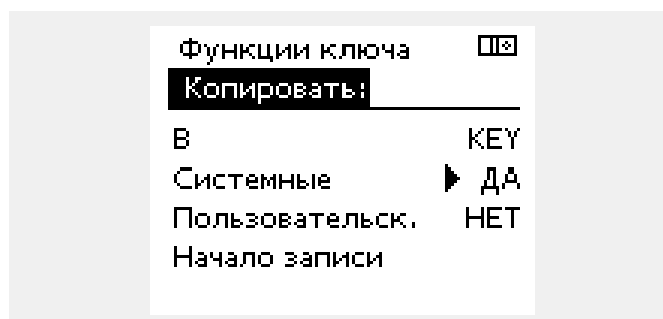 Функции ключа
Копировать:
В KEY
Системные ДА
Пользовательск. НЕТ
Начало записи